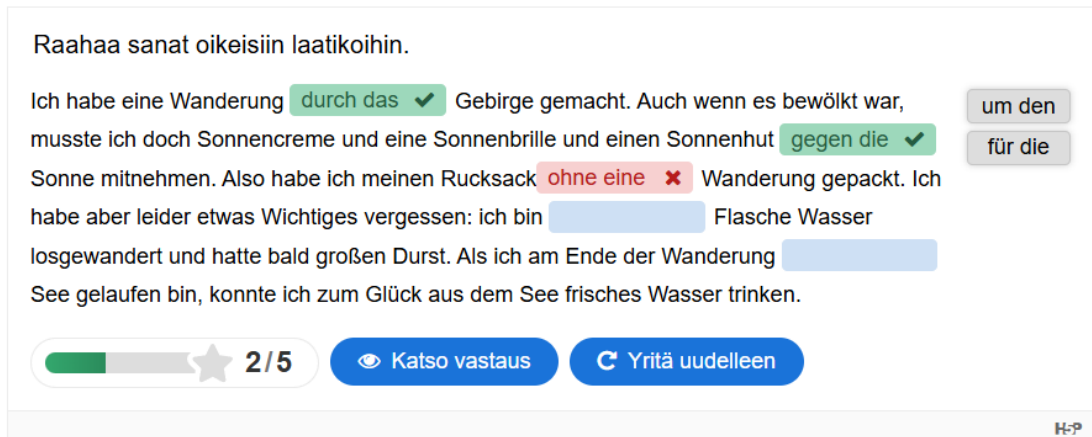 Raahaa sanat oikeisiin laatikoihin.
Ich habe eine Wanderung durch das ✔ Gebirge gemacht. Auch wenn es bewölkt war,
musste ich doch Sonnencreme und eine Sonnenbrille und einen Sonnenhut gegen die ✔
Sonne mitnehmen. Also habe ich meinen Rucksack ohne eine ✖ Wanderung gepackt. Ich
habe aber leider etwas Wichtiges vergessen: ich bin Flasche Wasser
losgewandert und hatte bald großen Durst. Als ich am Ende der Wanderung
See gelaufen bin, konnte ich zum Glück aus dem See frisches Wasser trinken.
um den
für die
2/5
Katso vastaus
Yritä uudelleen
H5P